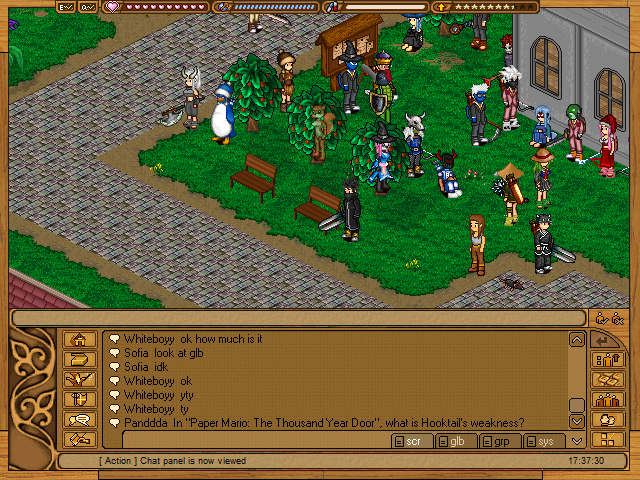 E
Q
Whiteboyy ok how much is it
Sofia look at glb
Sofia idk
Whiteboyy ok
Whiteboyy yty
Whiteboyy ty
Panddda In "Paper Mario: The Thousand Year Door", what is Hooktail's weakness?
scr glb grp sys
[ Action ] Chat panel is now viewed 17:37:30